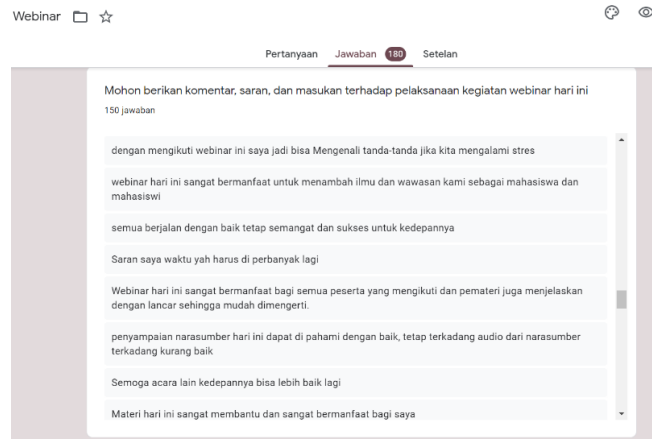 Webinar
Pertanyaan Jawaban 180 Setelan
Mohon berikan komentar, saran, dan masukan terhadap pelaksanaan kegiatan webinar hari ini
150 jawaban
dengan mengikuti webinar ini saya jadi bisa Mengenali tanda-tanda jika kita mengalami stres
webinar hari ini sangat bermanfaat untuk menambah ilmu dan wawasan kami sebagai mahasiswa dan
mahasiswi
semua berjalan dengan baik tetap semangat dan sukses untuk kedepannya
Saran saya waktu yah harus di perbanyak lagi
Webinar hari ini sangat bermanfaat bagi semua peserta yang mengikuti dan pemateri juga menjelaskan
dengan lancar sehingga mudah dimengerti.
penyampaian narasumber hari ini dapat di pahami dengan baik, tetap terkadang audio dari narasumber
terkadang kurang baik
Semoga acara lain kedepannya bisa lebih baik lagi
Materi hari ini sangat membantu dan sangat bermanfaat bagi saya